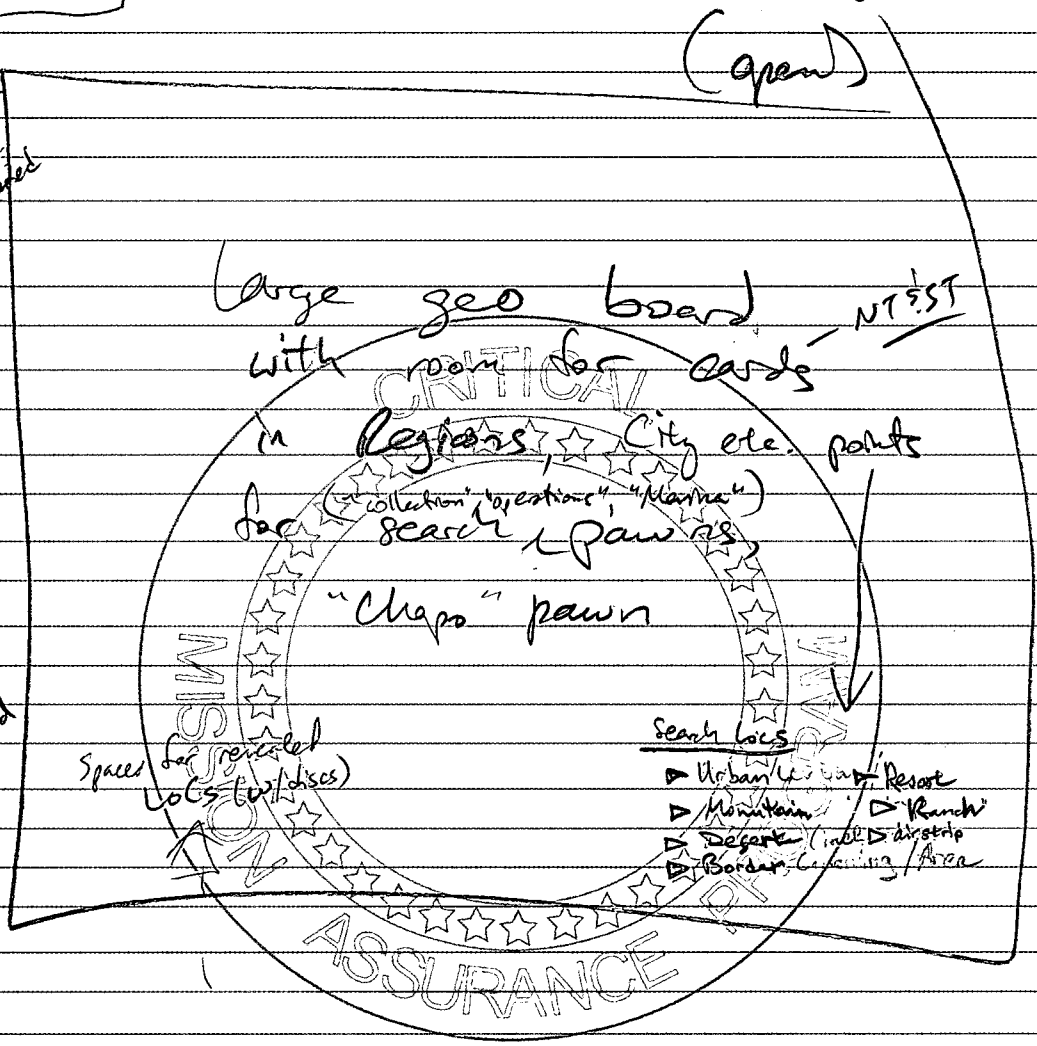 (open)
Large geo board
NT & ST
with room for cards
in Regions, City etc. points
("collection", "operations", "Marina")
for search pawns,
"Chapo" pawn
Spaces for revealed
LOCs (w/discs)
Search Locs
▷ Urban
▷ Resort
▷ Mountain
▷ Ranch
▷ Desert (incl
▷ airstrip
▷ Border Crossing / Area
CRITICAL
MISSION
ASSURANCE
PROGRAM